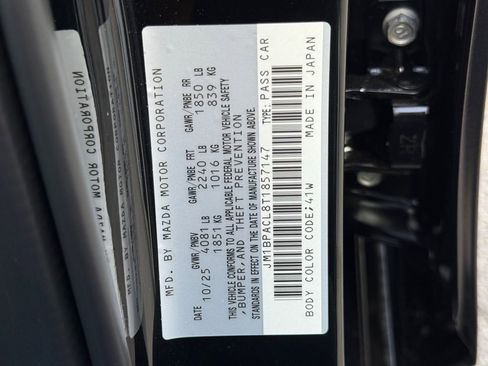 MFD. BY MAZDA MOTOR CORPORATION
DATE GVWR/PNBV GAWR/PNBE FRT GAWR/PNBE RR
10/25 4081 LB 2240 LB 1850 LB
1851 KG 1016 KG 839 KG
THIS VEHICLE CONFORMS TO ALL APPLICABLE FEDERAL MOTOR VEHICLE SAFETY
,BUMPER,AND THEFT PREVENTION
STANDARDS IN EFFECT ON THE DATE OF MANUFACTURE SHOWN ABOVE.
JM1BPACL8T1857147 TYPE: PASS CAR
BODY COLOR CODE:41W MADE IN JAPAN
MAZDA MOTOR CORPORATION